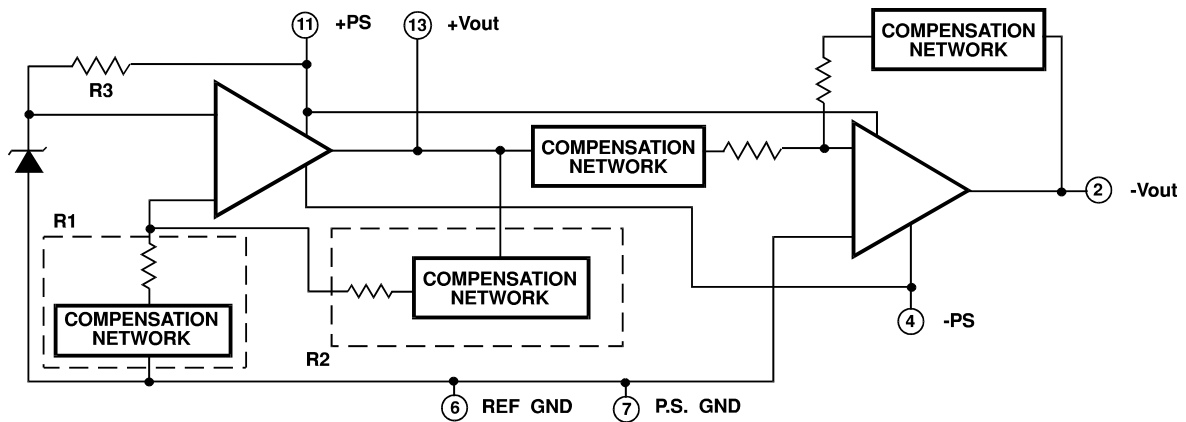 11 +PS
13 +Vout
COMPENSATION
NETWORK
R3
COMPENSATION
NETWORK
2 -Vout
R1
COMPENSATION
NETWORK
COMPENSATION
NETWORK
R2
4 -PS
6 REF GND
7 P.S. GND